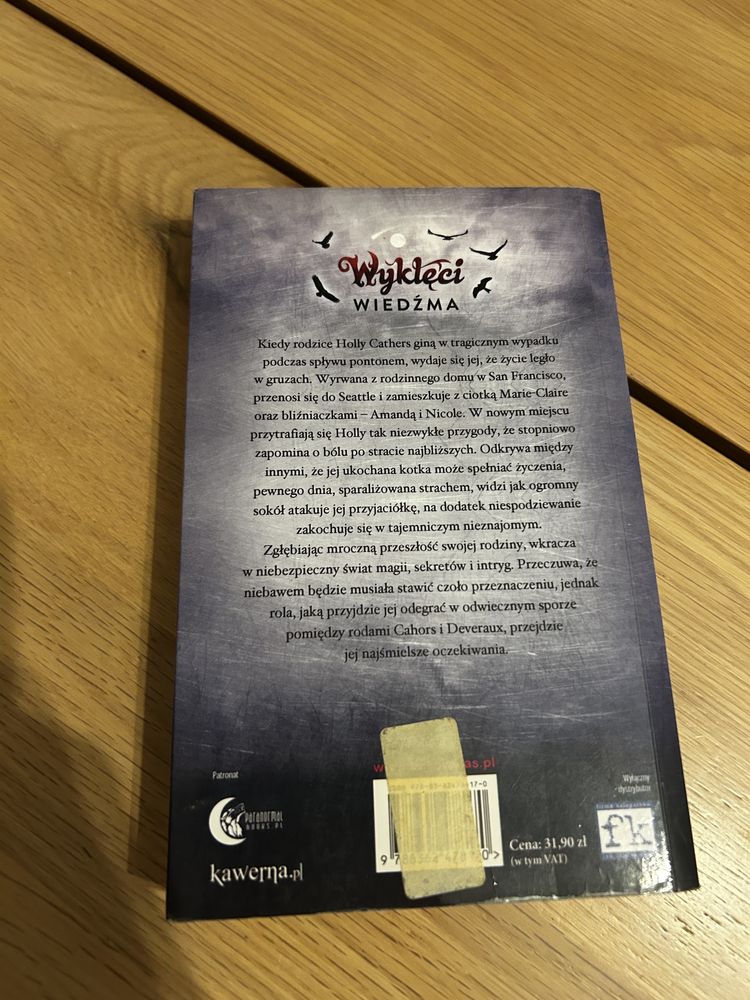 Wyklęci
WIEDŹMA
Kiedy rodzice Holly Cathers giną w tragicznym wypadku
podczas spływu pontonem, wydaje się jej, że życie legło
w gruzach. Wyrwana z rodzinnego domu w San Francisco,
przenosi się do Seattle i zamieszkuje z ciotką Marie-Claire
oraz bliźniaczkami – Amandą i Nicole. W nowym miejscu
przytrafiają się Holly tak niezwykłe przygody, że stopniowo
zapomina o bólu po stracie najbliższych. Odkrywa między
innymi, że jej ukochana kotka może spełniać życzenia,
pewnego dnia, sparaliżowana strachem, widzi jak ogromny
sokół atakuje jej przyjaciółkę, na dodatek niespodziewanie
zakochuje się w tajemniczym nieznajomym.
Zgłębiając mroczną przeszłość swojej rodziny, wkracza
w niebezpieczny świat magii, sekretów i intryg. Przeczuwa, że
niebawem będzie musiała stawić czoło przeznaczeniu, jednak
rola, jaką przyjdzie jej odegrać w odwiecznym sporze
pomiędzy rodami Cahors i Deveraux, przejdzie
jej najśmielsze oczekiwania.
Patronat
paranormal
books.pl
kawerna.pl
Cena: 31,90 zł
(w tym VAT)
Wyłączny
dystrybutor
firma księgarska
fk